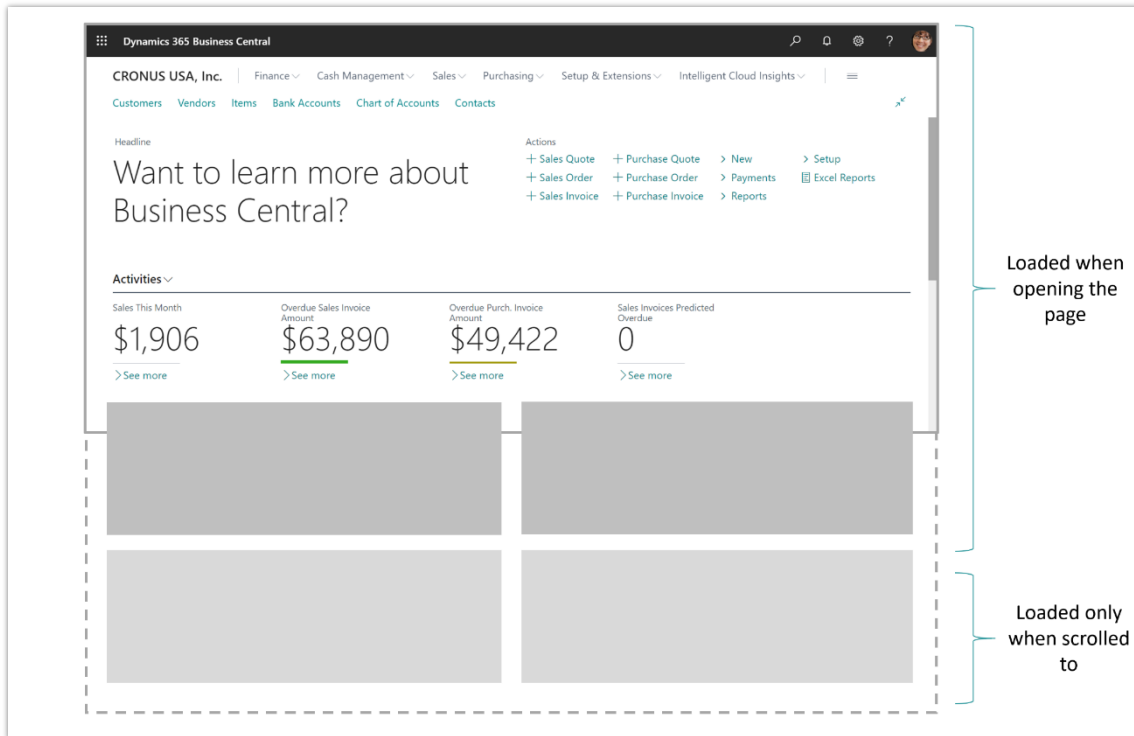 Dynamics 365 Business Central
?
CRONUS USA, Inc.
Finance
Cash Management
Sales
Purchasing
Setup & Extensions
Intelligent Cloud Insights
Customers
Vendors
Items
Bank Accounts
Chart of Accounts
Contacts
Headline
Want to learn more about
Business Central?
Actions
+ Sales Quote
+ Purchase Quote
> New
> Setup
+ Sales Order
+ Purchase Order
> Payments
Excel Reports
+ Sales Invoice
+ Purchase Invoice
> Reports
Activities
Sales This Month
$1,906
> See more
Overdue Sales Invoice
Amount
$63,890
> See more
Overdue Purch. Invoice
Amount
$49,422
> See more
Sales Invoices Predicted
Overdue
0
> See more
Loaded when
opening the
page
Loaded only
when scrolled
to